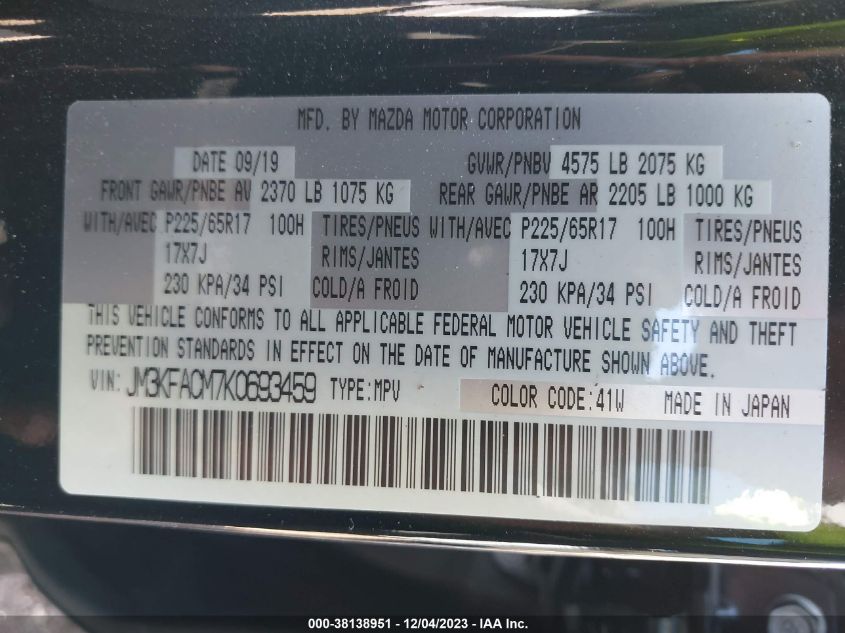 MFD. BY MAZDA MOTOR CORPORATION
DATE 09/19 GVWR/PNBV 4575 LB 2075 KG
FRONT GAWR/PNBE AV 2370 LB 1075 KG REAR GAWR/PNBE AR 2205 LB 1000 KG
WITH/AVEC P225/65R17 100H TIRES/PNEUS WITH/AVEC P225/65R17 100H TIRES/PNEUS
17X7J RIMS/JANTES 17X7J RIMS/JANTES
230 KPA/34 PSI COLD/A FROID 230 KPA/34 PSI COLD/A FROID
THIS VEHICLE CONFORMS TO ALL APPLICABLE FEDERAL MOTOR VEHICLE SAFETY AND THEFT
PREVENTION STANDARDS IN EFFECT ON THE DATE OF MANUFACTURE SHOWN ABOVE.
VIN: JM3KFACM7K0693459 TYPE:MPV COLOR CODE:41W MADE IN JAPAN
000-38138951 - 12/04/2023 - IAA Inc.